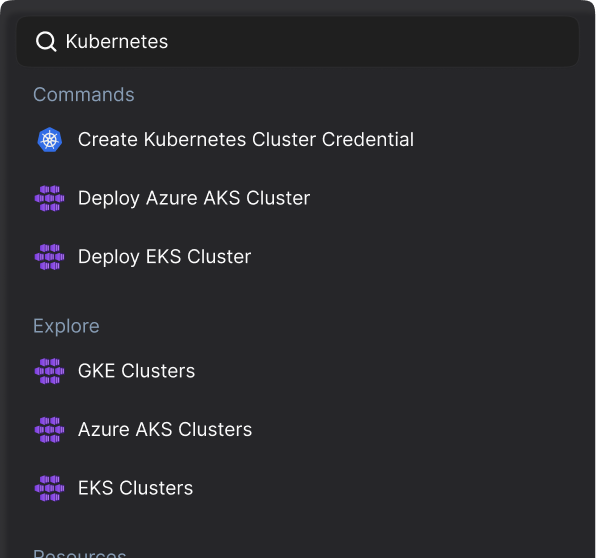 Kubernetes
Commands
Create Kubernetes Cluster Credential
Deploy Azure AKS Cluster
Deploy EKS Cluster
Explore
GKE Clusters
Azure AKS Clusters
EKS Clusters
Resources